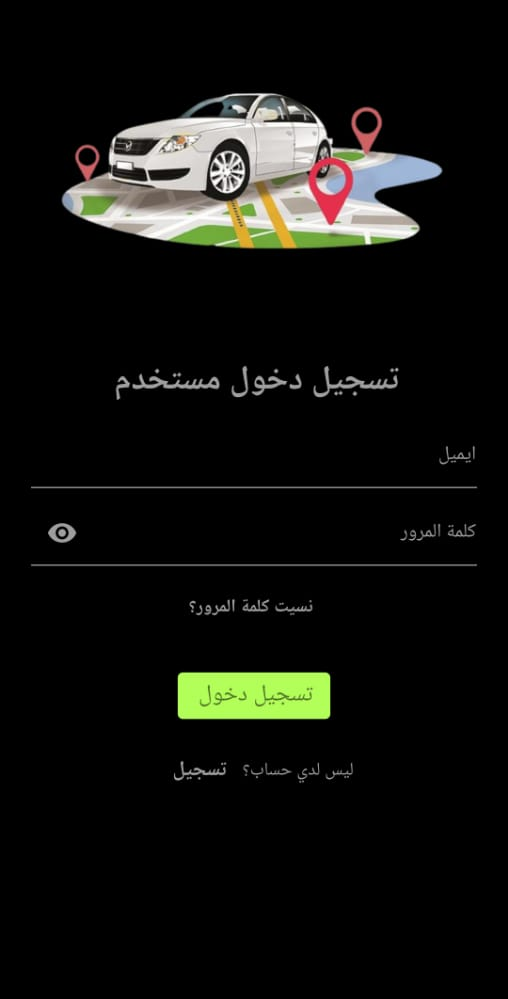 تسجيل دخول مستخدم
ايميل
كلمة المرور
نسيت كلمة المرور؟
تسجيل دخول
ليس لدي حساب؟ تسجيل